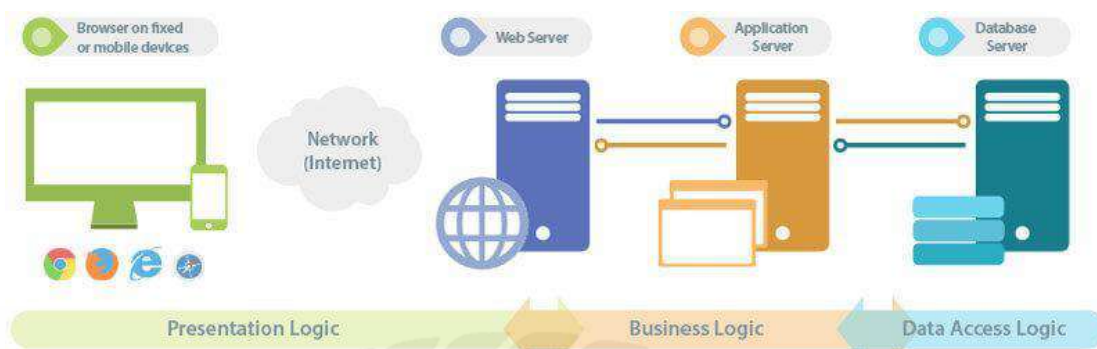 Browser on fixed
or mobile devices
Web Server
Application
Server
Database
Server
Network
(Internet)
Presentation Logic
Business Logic
Data Access Logic